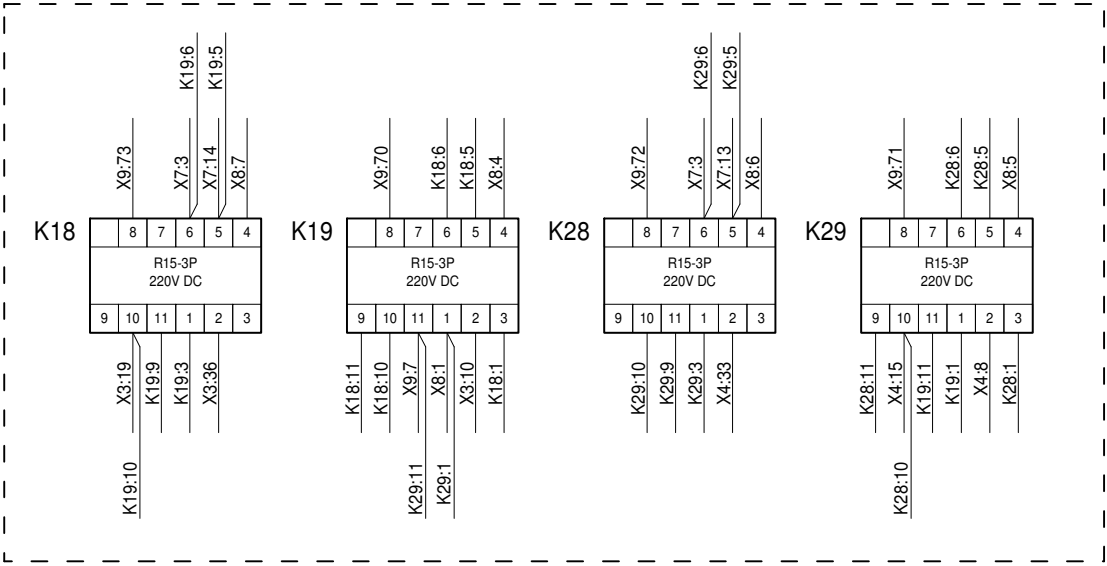 K19:6 K19:5
X9:73 X7:3 X7:14 X8:7
K18
8 7 6 5 4
R15-3P
220V DC
9 10 11 1 2 3
X3:19 K19:9 K19:3 X3:36
K19:10
X9:70 K18:6 K18:5 X8:4
K19
8 7 6 5 4
R15-3P
220V DC
9 10 11 1 2 3
K18:11 K18:10 X9:7 X8:1 X3:10 K18:1
K29:11 K29:1
K29:6 K29:5
X9:72 X7:3 X7:13 X8:6
K28
8 7 6 5 4
R15-3P
220V DC
9 10 11 1 2 3
K29:10 K29:9 K29:3 X4:33
X9:71 K28:6 K28:5 X8:5
K29
8 7 6 5 4
R15-3P
220V DC
9 10 11 1 2 3
K28:11 X4:15 K19:11 K19:1 X4:8 K28:1
K28:10